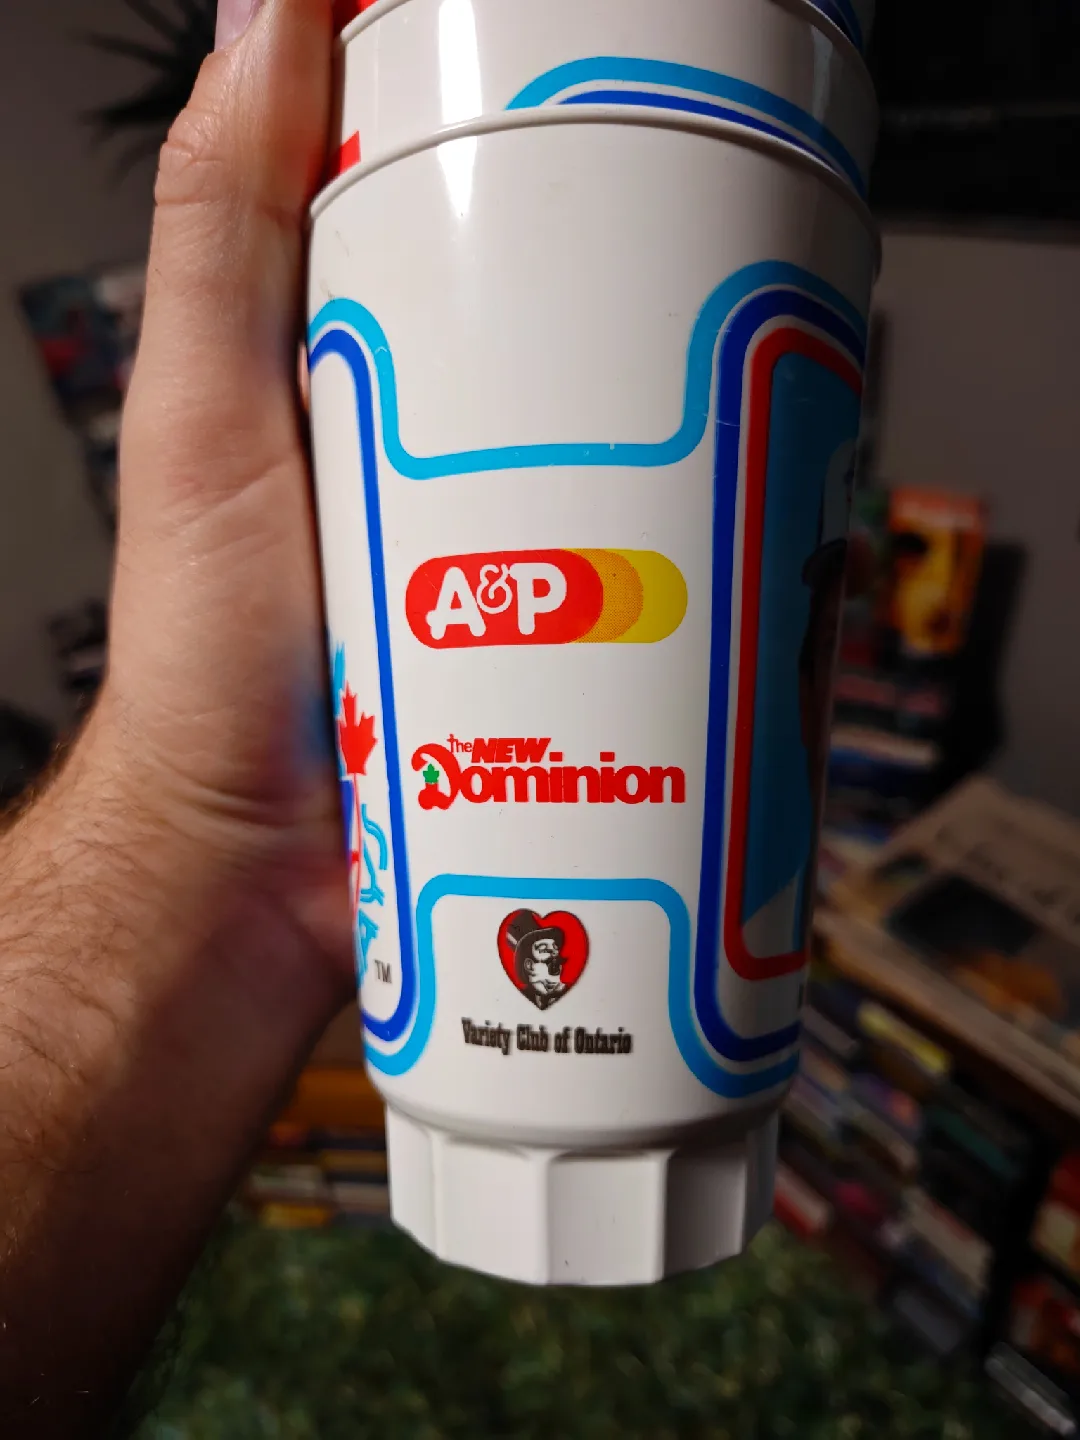 A&P
the NEW
Dominion
TM
Variety Club of Ontario